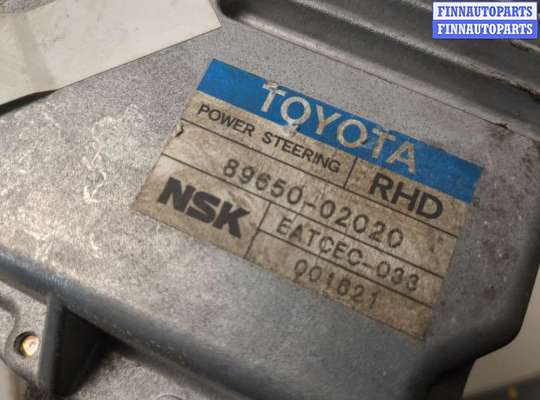 FINNAUTOPARTS
FINNAUTOPARTS
TOYOTA
POWER STEERING RHD
89650-02020
NSK EATCEC-033
001621